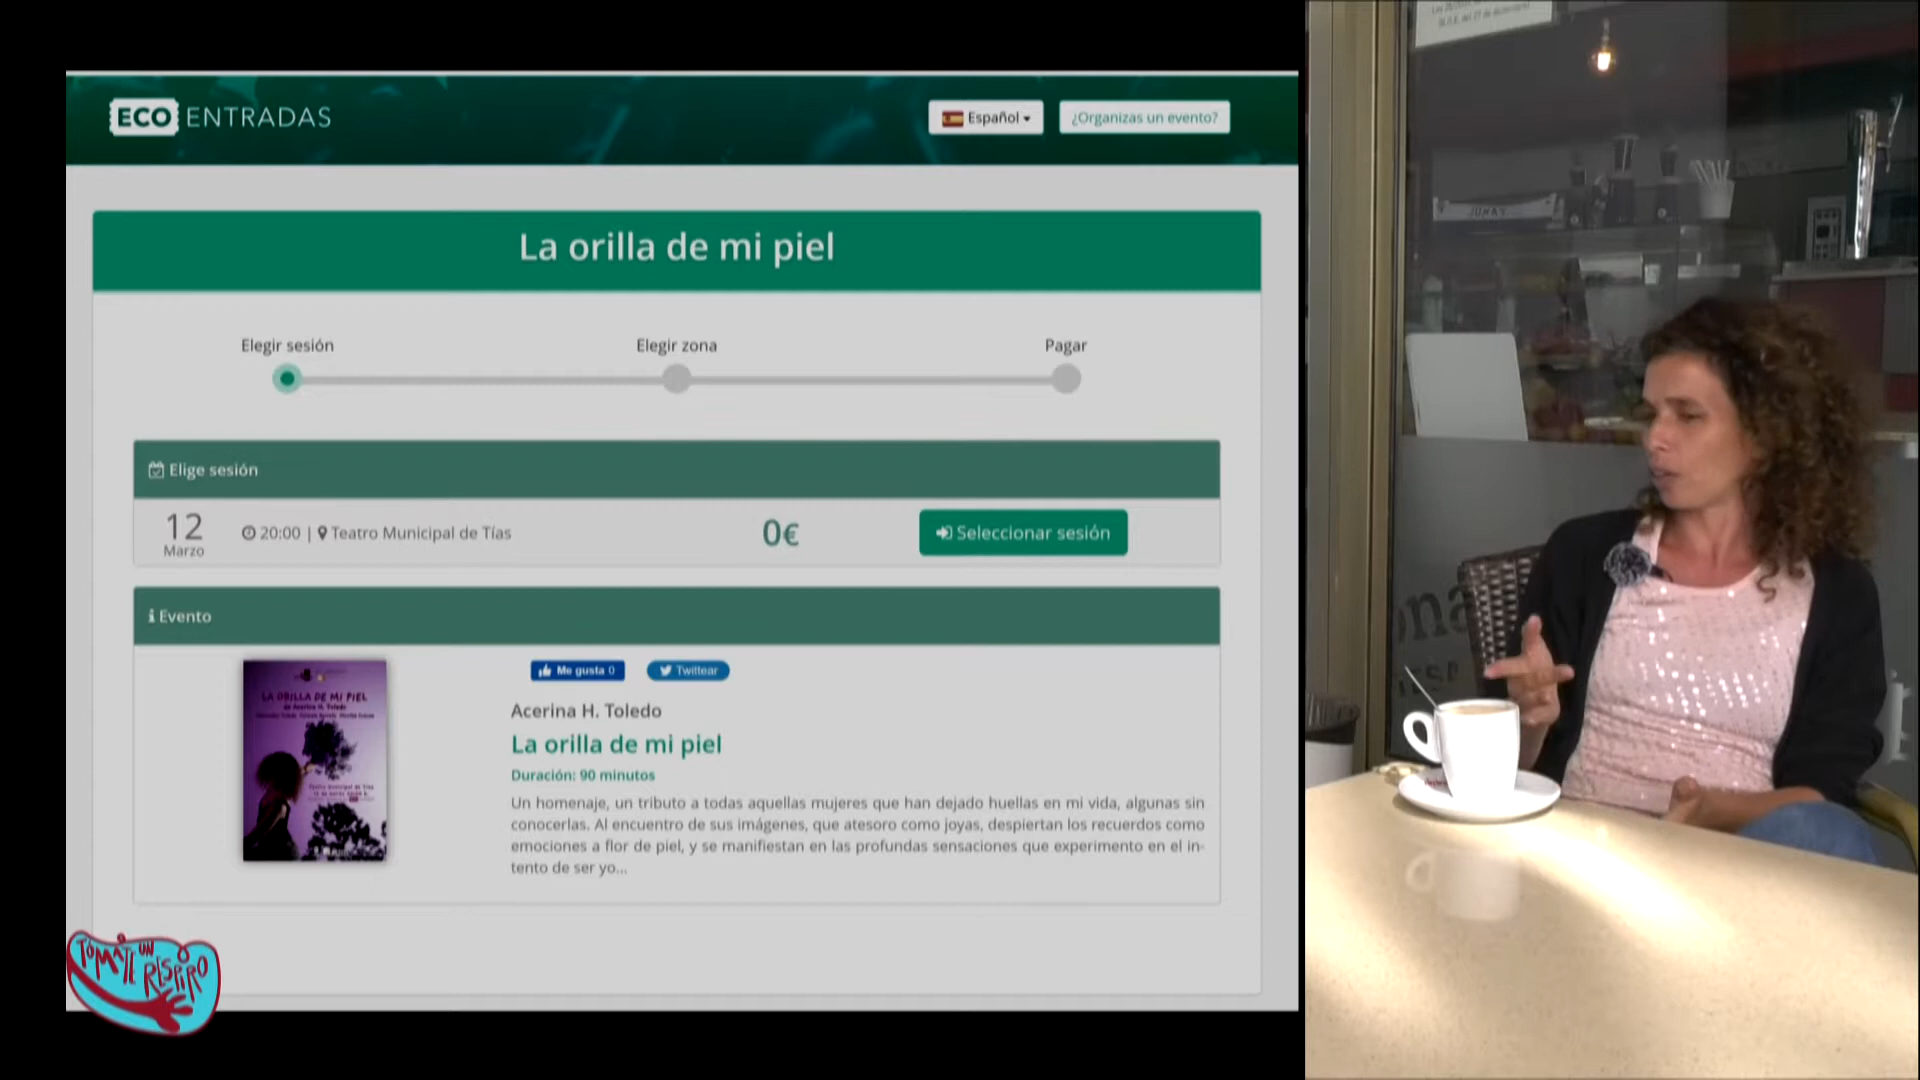 ECO ENTRADAS
Español
¿Organizas un evento?
La orilla de mi piel
Elegir sesión
Elegir zona
Pagar
Elige sesión
12
Marzo
20:00 | Teatro Municipal de Tías
0€
Seleccionar sesión
Evento
LA ORILLA DE MI PIEL
de Acerina H. Toledo
Me gusta 0
Twittear
Acerina H. Toledo
La orilla de mi piel
Duración: 90 minutos
Un homenaje, un tributo a todas aquellas mujeres que han dejado huellas en mi vida, algunas sin
conocerlas. Al encuentro de sus imágenes, que atesoro como joyas, despiertan los recuerdos como
emociones a flor de piel, y se manifiestan en las profundas sensaciones que experimento en el in-
tento de ser yo...
TÓMATE UN
RESPIRO